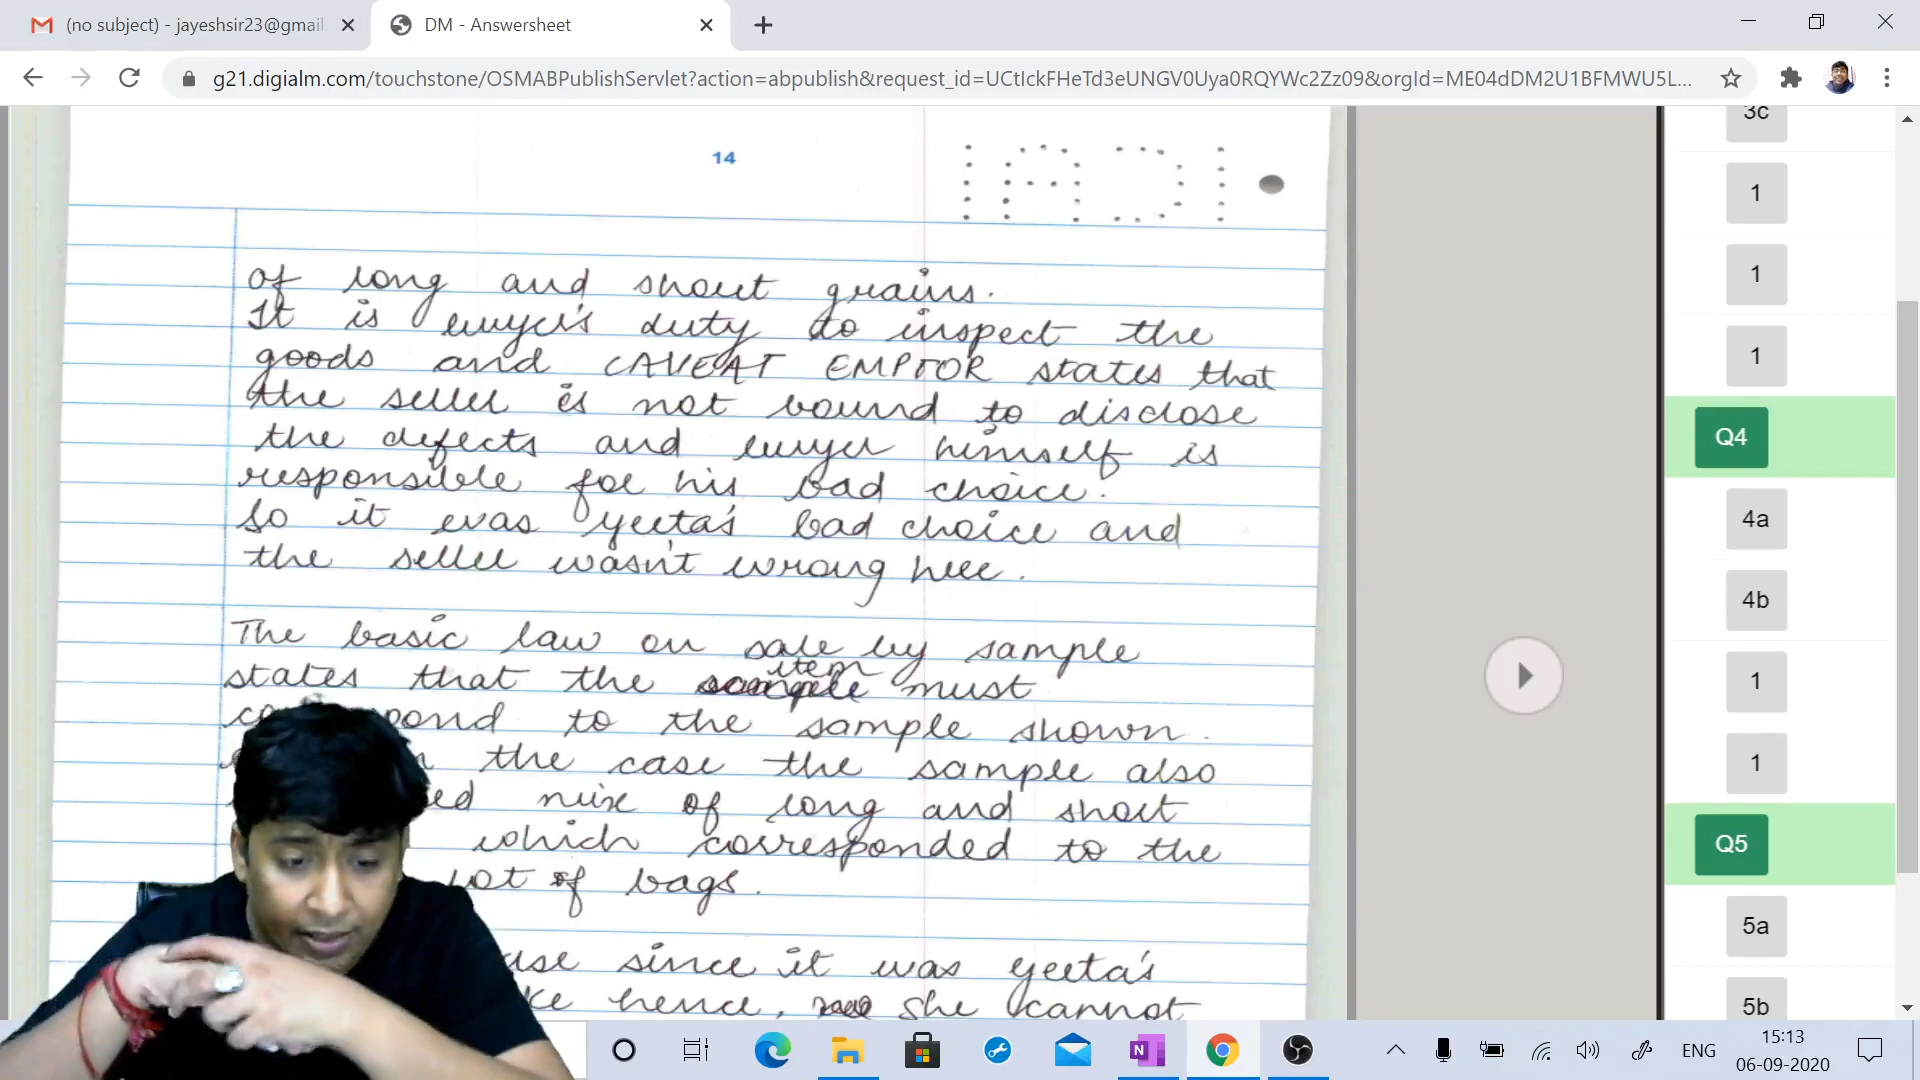 (no subject) - jayeshsir23@gmail.
DM - Answersheet
g21.digialm.com/touchstone/OSMABPublishServlet?action=abpublish&request_id=UCtIckFHeTd3eUNGV0Uya0RQYWc2Zz09&orgId=ME04dDM2U1BFMWU5L...
14
of long and short grains.
It is buyer's duty to inspect the
goods and CAVEAT EMPTOR states that
the seller is not bound to disclose
the defects and buyer himself is
responsible for his bad choice.
So it was Geeta's bad choice and
the seller wasn't wrong here.
The basic law on sale by sample
states that the item must
pond to the sample shown.
the case the sample also
ed mix of long and short
which corresponded to the
lot of bags.
use since it was Geeta's
ke hence, she cannot
3c
1
1
1
Q4
4a
4b
1
1
Q5
5a
5b
ENG
15:13
06-09-2020